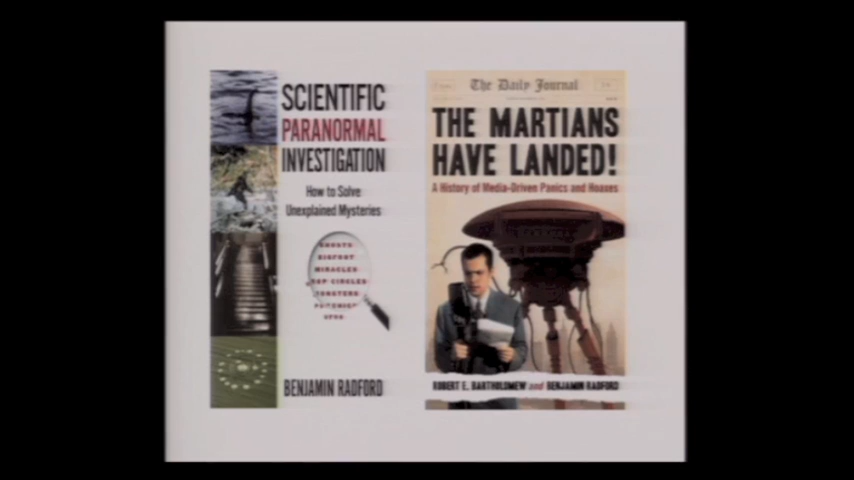 SCIENTIFIC
PARANORMAL
INVESTIGATION
How to Solve
Unexplained Mysteries
GHOSTS
BIGFOOT
MIRACLES
CROP CIRCLES
MONSTERS
PSYCHICS
UFOS
BENJAMIN RADFORD
The Daily Journal
THE MARTIANS
HAVE LANDED!
A History of Media-Driven Panics and Hoaxes
ROBERT E. BARTHOLOMEW and BENJAMIN RADFORD